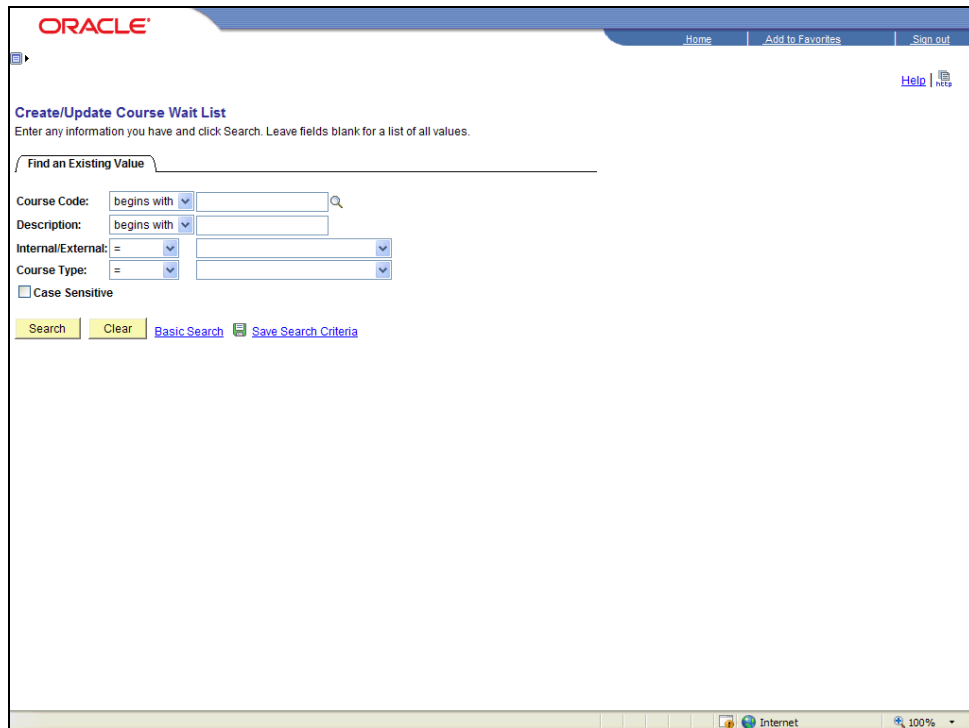 ORACLE
Home Add to Favorites Sign out
Help | http
Create/Update Course Wait List
Enter any information you have and click Search. Leave fields blank for a list of all values.
Find an Existing Value
Course Code: begins with
Description: begins with
Internal/External: =
Course Type: =
Case Sensitive
Search Clear Basic Search Save Search Criteria
Internet 100%